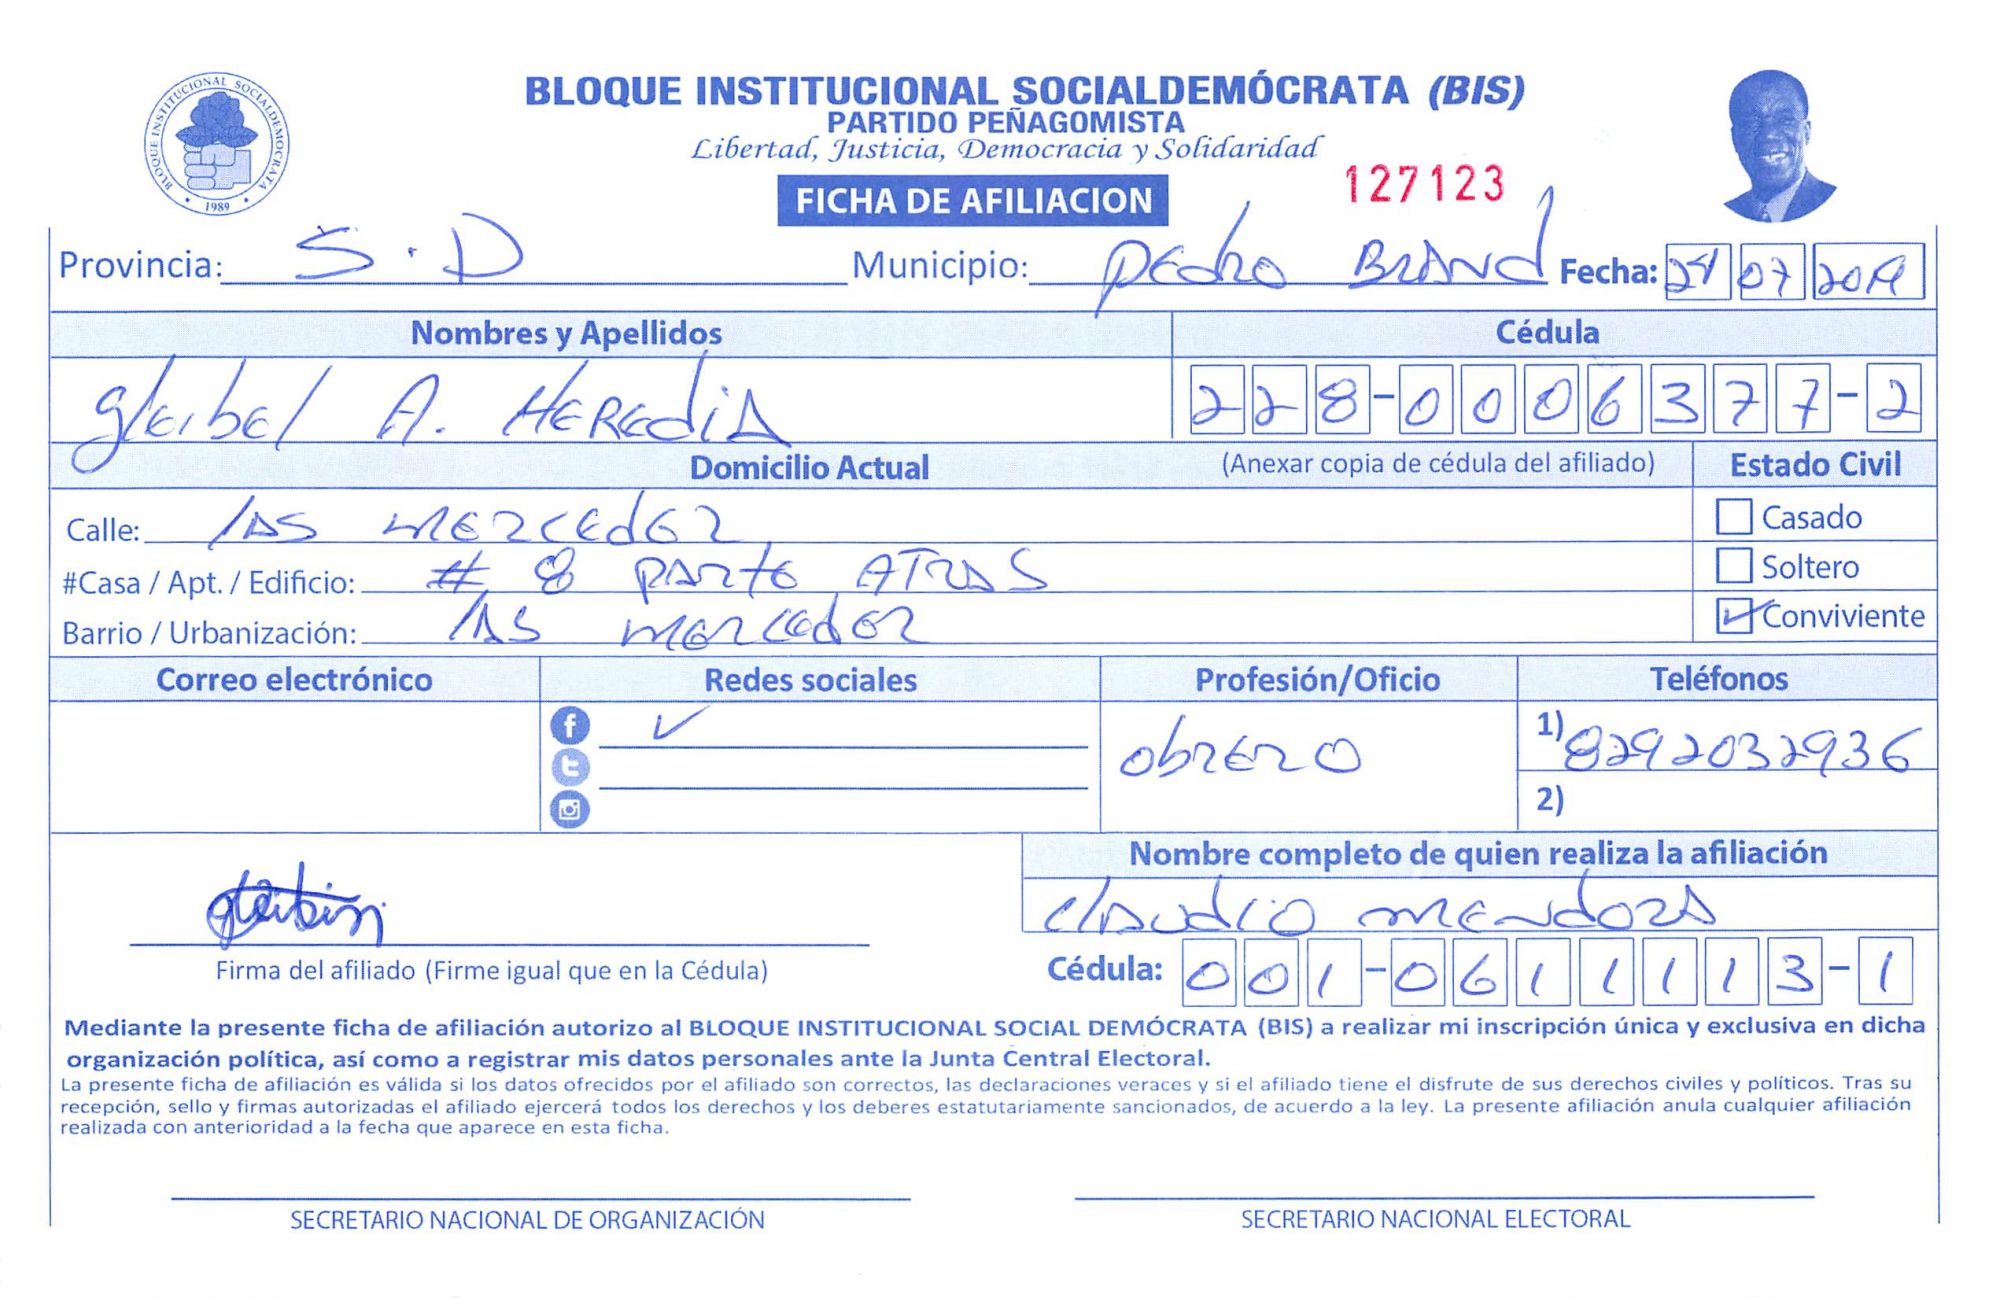 BLOQUE INSTITUCIONAL SOCIALDEMÓCRATA (BIS)
PARTIDO PEÑAGOMISTA
Libertad, Justicia, Democracia y Solidaridad
BLOQUE INSTITUCIONAL SOCIALDEMOCRATA
1989
FICHA DE AFILIACION
127123
Provincia: S.D Municipio: Pedro Brand Fecha: 24 07 2019
Nombres y Apellidos Cédula
gleibel A. HEREDiA 228-0006377-2
Domicilio Actual (Anexar copia de cédula del afiliado) Estado Civil
Calle: lAS mercedez
Casado
#Casa / Apt. / Edificio: # 8 parte ATRAS
Soltero
Barrio / Urbanización: lAS mercedez
Conviviente
Correo electrónico Redes sociales Profesión/Oficio Teléfonos
obrero
1) 8292032936
2)
Nombre completo de quien realiza la afiliación
clAudio mendozA
Firma del afiliado (Firme igual que en la Cédula)
Cédula: 001-0611113-1
Mediante la presente ficha de afiliación autorizo al BLOQUE INSTITUCIONAL SOCIAL DEMÓCRATA (BIS) a realizar mi inscripción única y exclusiva en dicha
organización política, así como a registrar mis datos personales ante la Junta Central Electoral.
La presente ficha de afiliación es válida si los datos ofrecidos por el afiliado son correctos, las declaraciones veraces y si el afiliado tiene el disfrute de sus derechos civiles y políticos. Tras su
recepción, sello y firmas autorizadas el afiliado ejercerá todos los derechos y los deberes estatutariamente sancionados, de acuerdo a la ley. La presente afiliación anula cualquier afiliación
realizada con anterioridad a la fecha que aparece en esta ficha.
SECRETARIO NACIONAL DE ORGANIZACIÓN SECRETARIO NACIONAL ELECTORAL